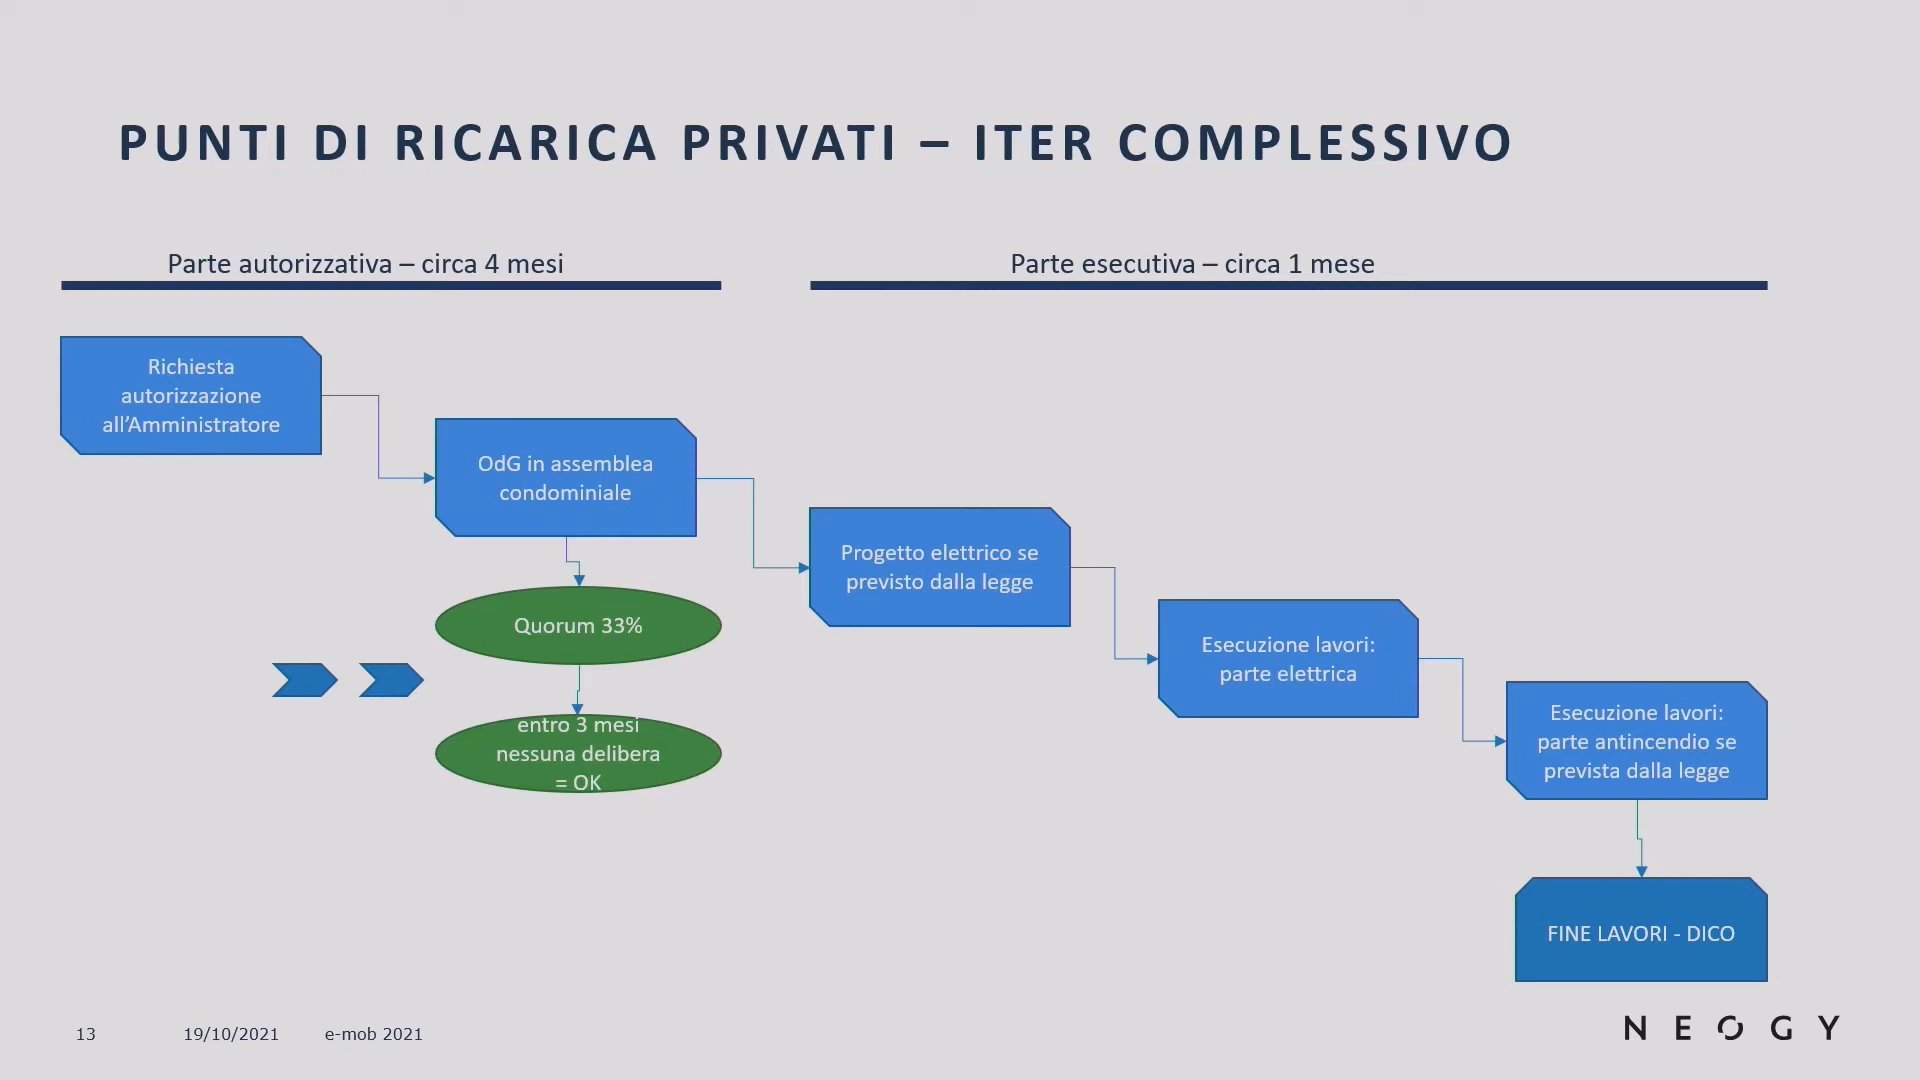 PUNTI DI RICARICA PRIVATI – ITER COMPLESSIVO
Parte autorizzativa – circa 4 mesi
Parte esecutiva – circa 1 mese
Richiesta
autorizzazione
all’Amministratore
OdG in assemblea
condominiale
Quorum 33%
entro 3 mesi
nessuna delibera
= OK
Progetto elettrico se
previsto dalla legge
Esecuzione lavori:
parte elettrica
Esecuzione lavori:
parte antincendio se
prevista dalla legge
FINE LAVORI - DICO
13
19/10/2021
e-mob 2021
NEOGY